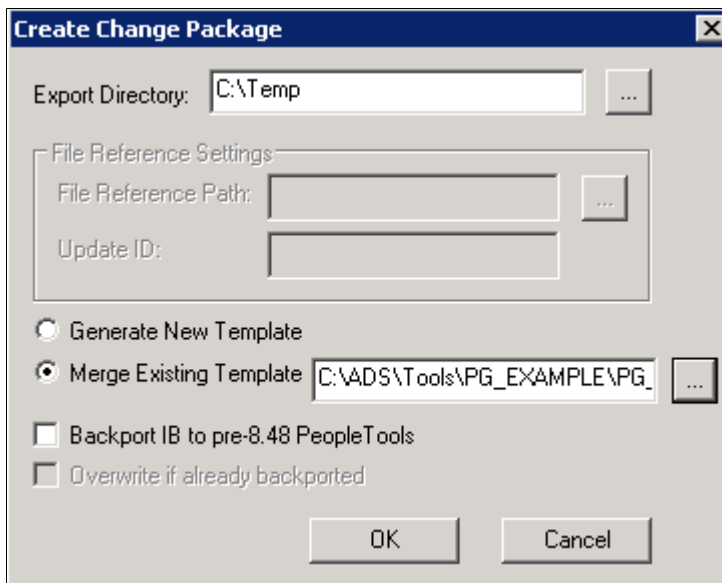 Create Change Package
Export Directory: C:\Temp ...
File Reference Settings
File Reference Path: ...
Update ID:
Generate New Template
Merge Existing Template C:\ADS\Tools\PG_EXAMPLE\PG_ ...
Backport IB to pre-8.48 PeopleTools
Overwrite if already backported
OK Cancel